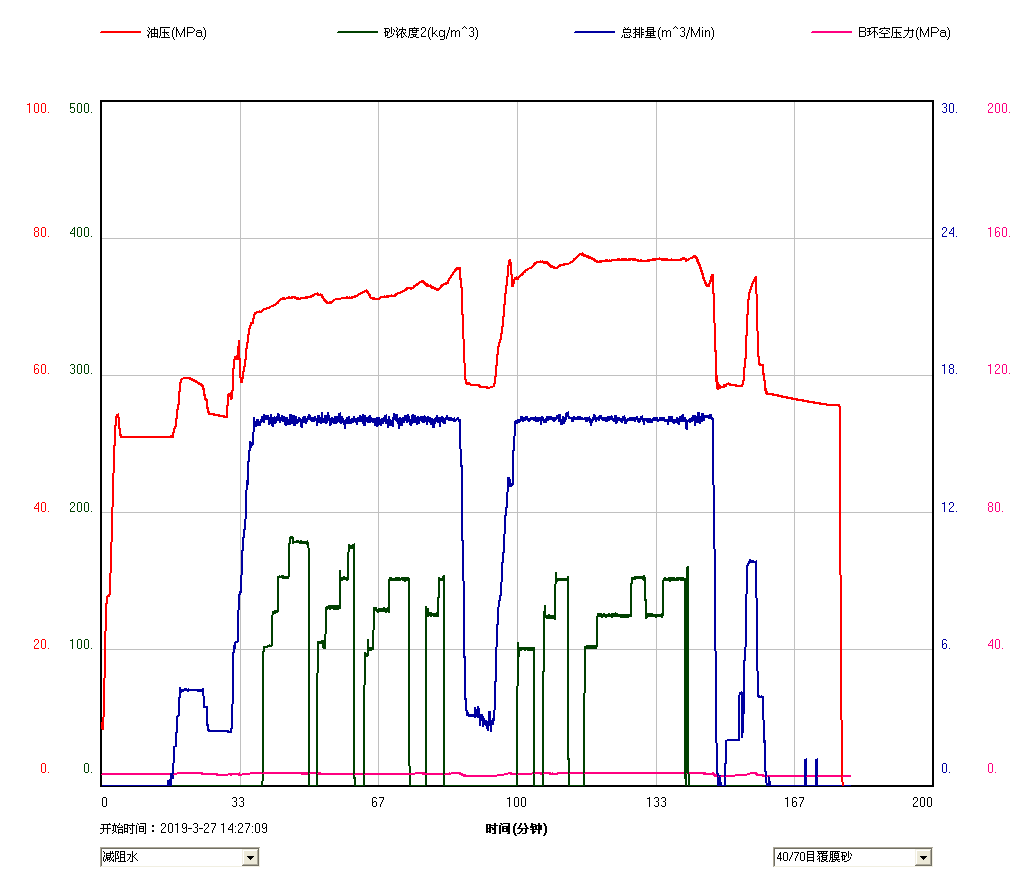 油压(MPa) 砂浓度2(kg/m^3) 总排量(m^3/Min) B环空压力(MPa)
100. 500. 30. 200.
80. 400. 24. 160.
60. 300. 18. 120.
40. 200. 12. 80.
20. 100. 6. 40.
0. 0. 0. 0.
0 33 67 100 133 167 200
开始时间：2019-3-27 14:27:09 时间(分钟)
减阻水 40/70目覆膜砂